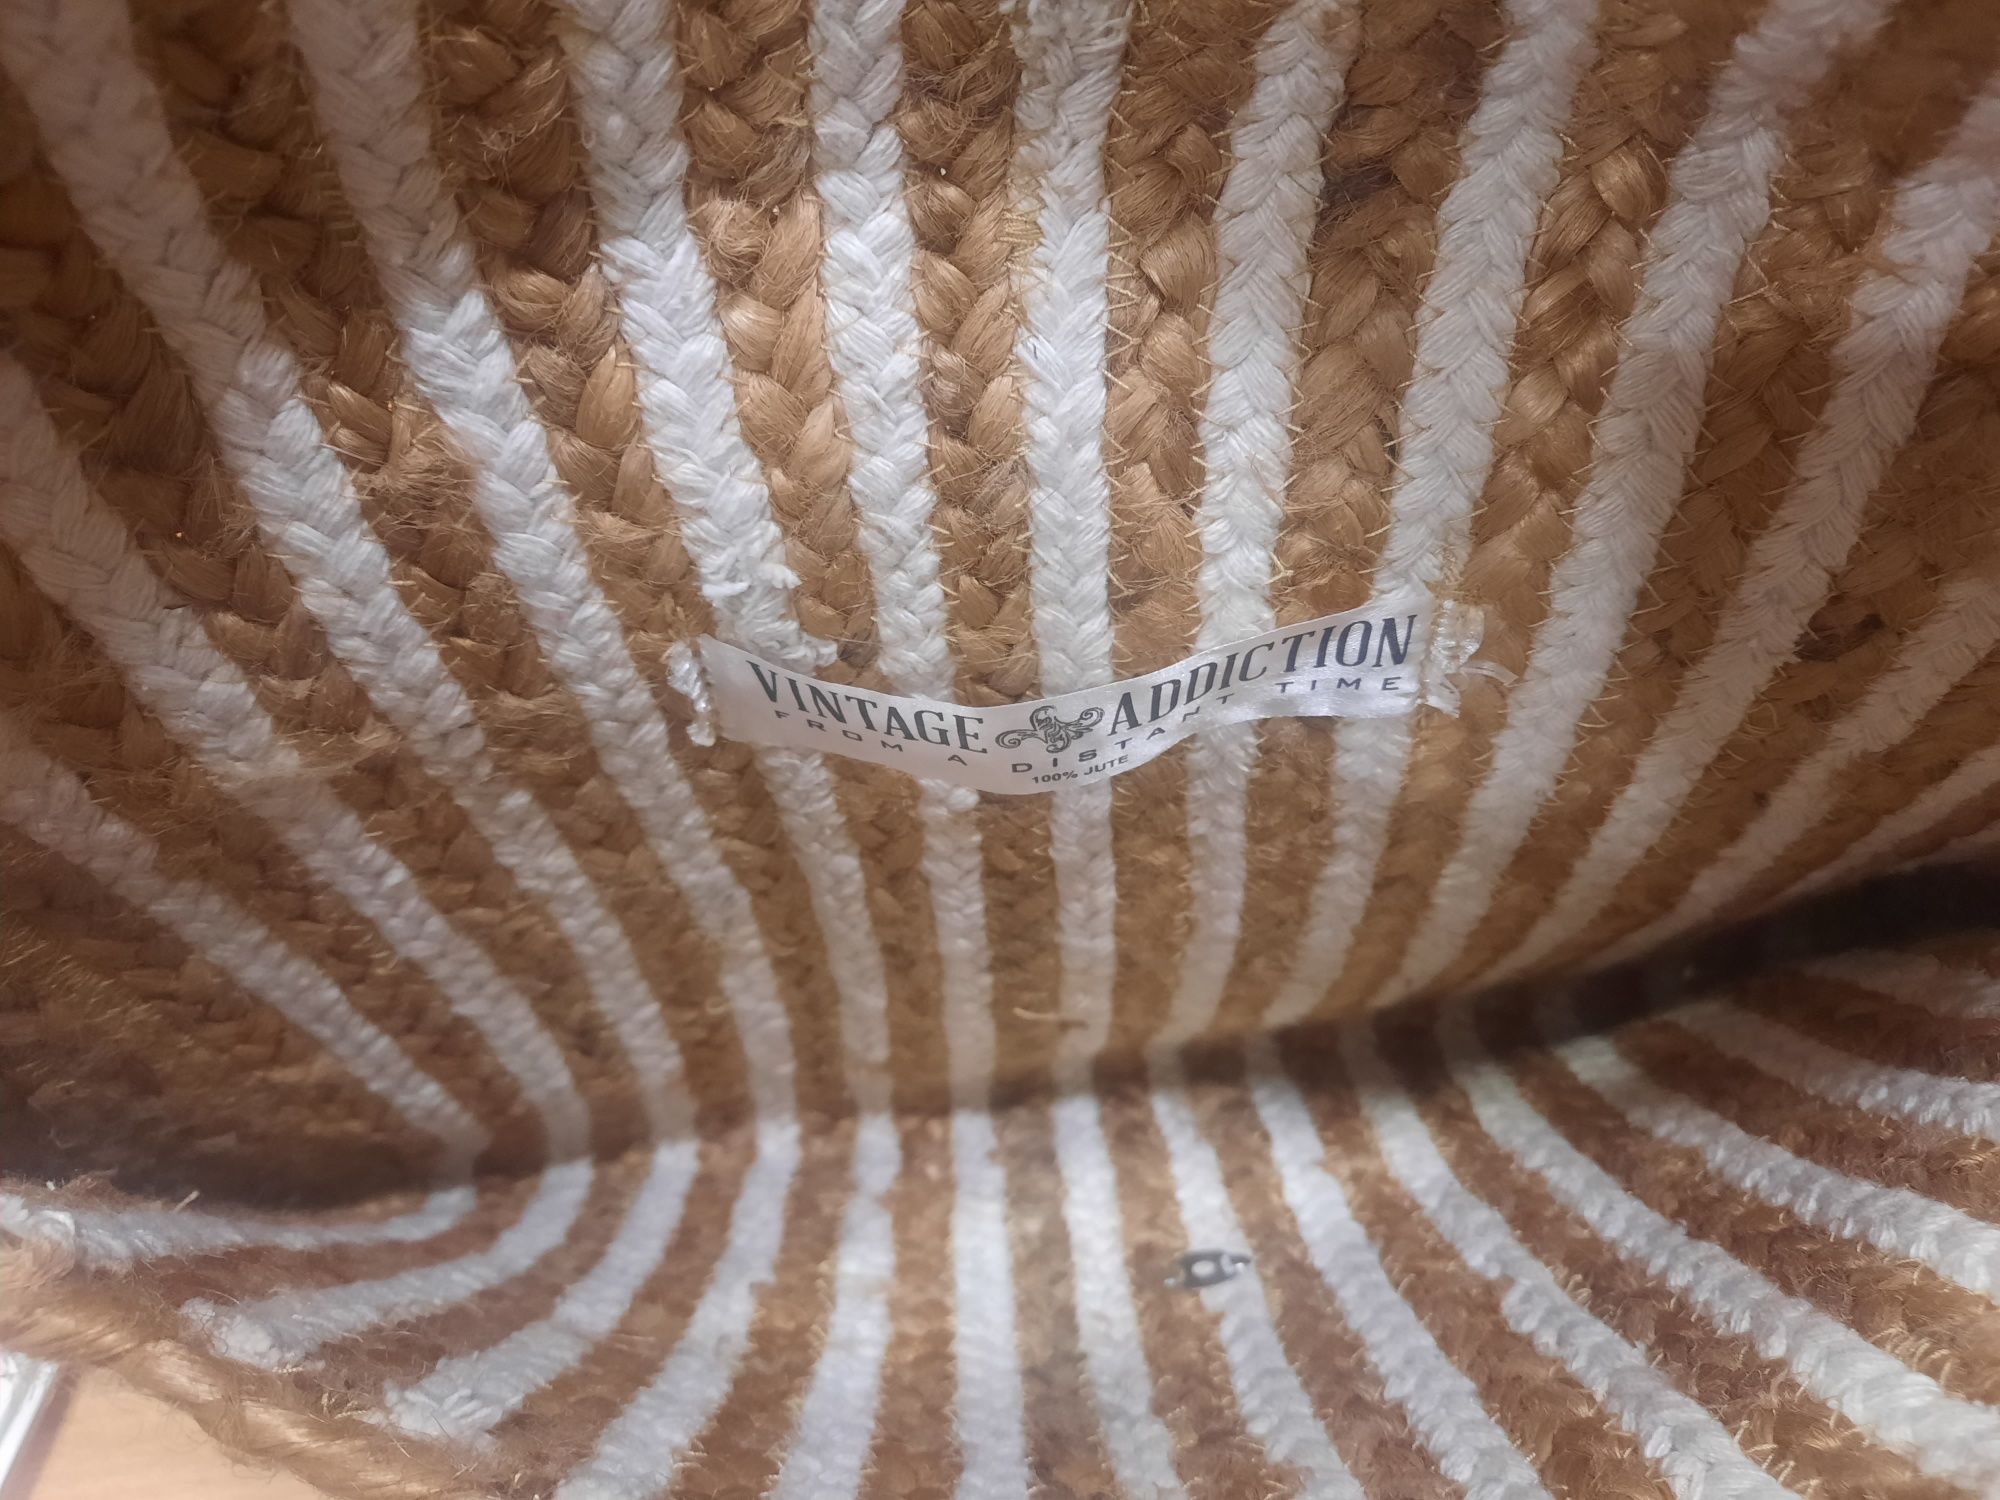 VINTAGE ADDICTION
FROM A DISTANT TIME
100% JUTE